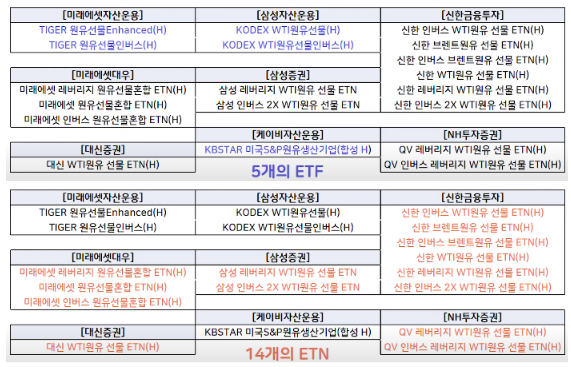 [미래에셋자산운용]
TIGER 원유선물Enhanced(H)
TIGER 원유선물인버스(H)
[삼성자산운용]
KODEX WTI원유선물(H)
KODEX WTI원유선물인버스(H)
[신한금융투자]
신한 인버스 WTI원유 선물 ETN(H)
신한 브렌트원유 선물 ETN(H)
신한 인버스 브렌트원유 선물 ETN(H)
신한 WTI원유 선물 ETN(H)
신한 레버리지 WTI원유 선물 ETN(H)
신한 인버스 2X WTI원유 선물 ETN(H)
[미래에셋대우]
미래에셋 레버리지 원유선물혼합 ETN(H)
미래에셋 원유선물혼합 ETN(H)
미래에셋 인버스 원유선물혼합 ETN(H)
[삼성증권]
삼성 레버리지 WTI원유 선물 ETN
삼성 인버스 2X WTI원유 선물 ETN
[대신증권]
대신 WTI원유 선물 ETN(H)
[케이비자산운용]
KBSTAR 미국S&P원유생산기업(합성 H)
[NH투자증권]
QV 레버리지 WTI원유 선물 ETN(H)
QV 인버스 레버리지 WTI원유 선물 ETN(H)
5개의 ETF
[미래에셋자산운용]
TIGER 원유선물Enhanced(H)
TIGER 원유선물인버스(H)
[삼성자산운용]
KODEX WTI원유선물(H)
KODEX WTI원유선물인버스(H)
[신한금융투자]
신한 인버스 WTI원유 선물 ETN(H)
신한 브렌트원유 선물 ETN(H)
신한 인버스 브렌트원유 선물 ETN(H)
신한 WTI원유 선물 ETN(H)
신한 레버리지 WTI원유 선물 ETN(H)
신한 인버스 2X WTI원유 선물 ETN(H)
[미래에셋대우]
미래에셋 레버리지 원유선물혼합 ETN(H)
미래에셋 원유선물혼합 ETN(H)
미래에셋 인버스 원유선물혼합 ETN(H)
[삼성증권]
삼성 레버리지 WTI원유 선물 ETN
삼성 인버스 2X WTI원유 선물 ETN
[대신증권]
대신 WTI원유 선물 ETN(H)
[케이비자산운용]
KBSTAR 미국S&P원유생산기업(합성 H)
[NH투자증권]
QV 레버리지 WTI원유 선물 ETN(H)
QV 인버스 레버리지 WTI원유 선물 ETN(H)
14개의 ETN